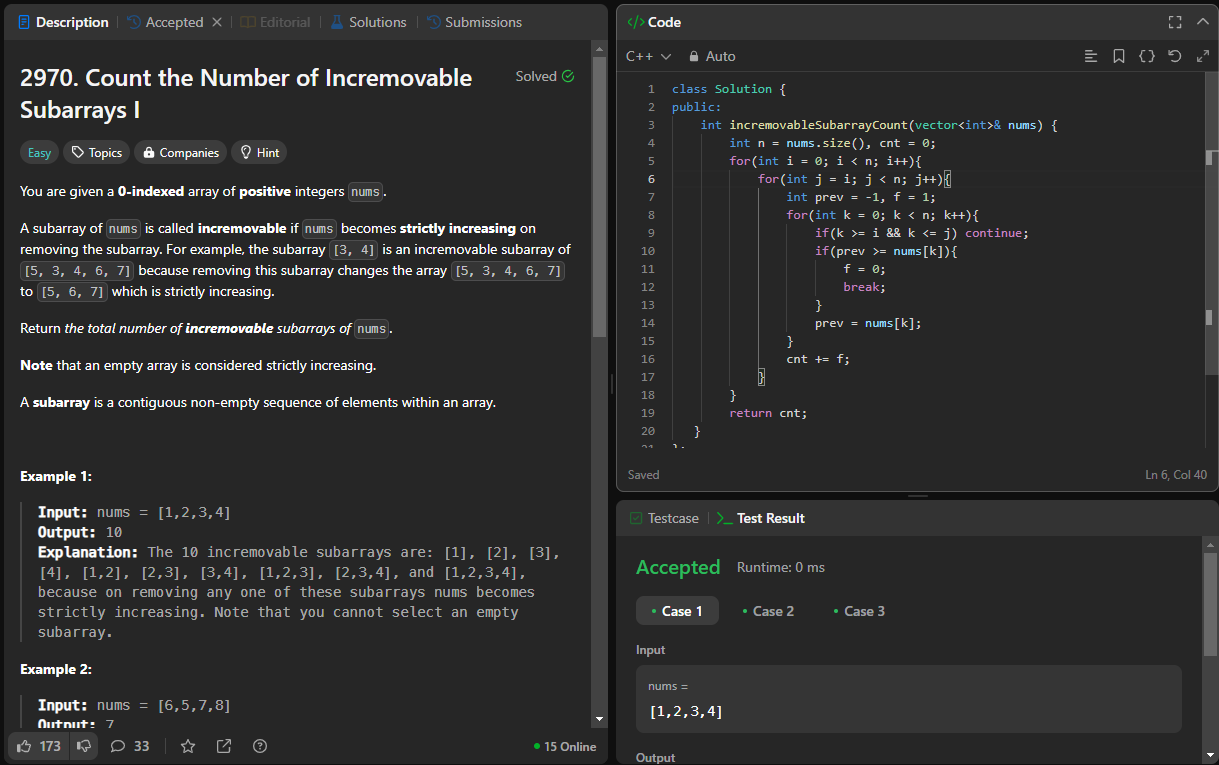 Description
Accepted
Editorial
Solutions
Submissions
2970. Count the Number of Incremovable
Subarrays I
Solved
Easy
Topics
Companies
Hint
You are given a 0-indexed array of positive integers nums.
A subarray of nums is called incremovable if nums becomes strictly increasing on
removing the subarray. For example, the subarray [3, 4] is an incremovable subarray of
[5, 3, 4, 6, 7] because removing this subarray changes the array [5, 3, 4, 6, 7]
to [5, 6, 7] which is strictly increasing.
Return the total number of incremovable subarrays of nums.
Note that an empty array is considered strictly increasing.
A subarray is a contiguous non-empty sequence of elements within an array.
Example 1:
Input: nums = [1,2,3,4]
Output: 10
Explanation: The 10 incremovable subarrays are: [1], [2], [3],
[4], [1,2], [2,3], [3,4], [1,2,3], [2,3,4], and [1,2,3,4],
because on removing any one of these subarrays nums becomes
strictly increasing. Note that you cannot select an empty
subarray.
Example 2:
Input: nums = [6,5,7,8]
Output: 7
173
33
15 Online
</>Code
C++
Auto
1 class Solution {
2 public:
3 int incremovableSubarrayCount(vector<int>& nums) {
4 int n = nums.size(), cnt = 0;
5 for(int i = 0; i < n; i++){
6 for(int j = i; j < n; j++){
7 int prev = -1, f = 1;
8 for(int k = 0; k < n; k++){
9 if(k >= i && k <= j) continue;
10 if(prev >= nums[k]){
11 f = 0;
12 break;
13 }
14 prev = nums[k];
15 }
16 cnt += f;
17 }
18 }
19 return cnt;
20 }
21 };
Saved
Ln 6, Col 40
Testcase
Test Result
Accepted
Runtime: 0 ms
Case 1
Case 2
Case 3
Input
nums =
[1,2,3,4]
Output